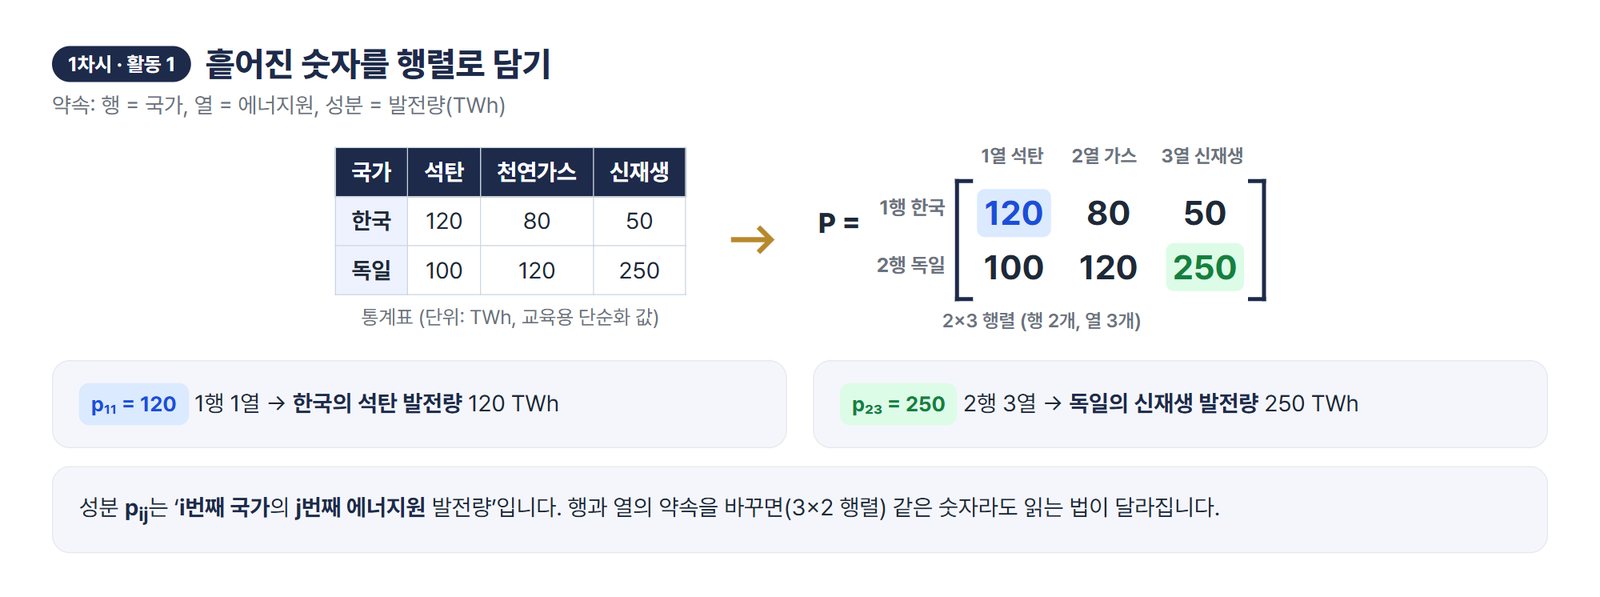 1차시 · 활동 1 흩어진 숫자를 행렬로 담기
약속: 행 = 국가, 열 = 에너지원, 성분 = 발전량(TWh)
국가 석탄 천연가스 신재생
한국 120 80 50
독일 100 120 250
통계표 (단위: TWh, 교육용 단순화 값)
→
1열 석탄 2열 가스 3열 신재생
P = 1행 한국 120 80 50
2행 독일 100 120 250
2×3 행렬 (행 2개, 열 3개)
p₁₁ = 120 1행 1열 → 한국의 석탄 발전량 120 TWh
p₂₃ = 250 2행 3열 → 독일의 신재생 발전량 250 TWh
성분 pij는 ‘i번째 국가의 j번째 에너지원 발전량’입니다. 행과 열의 약속을 바꾸면(3×2 행렬) 같은 숫자라도 읽는 법이 달라집니다.